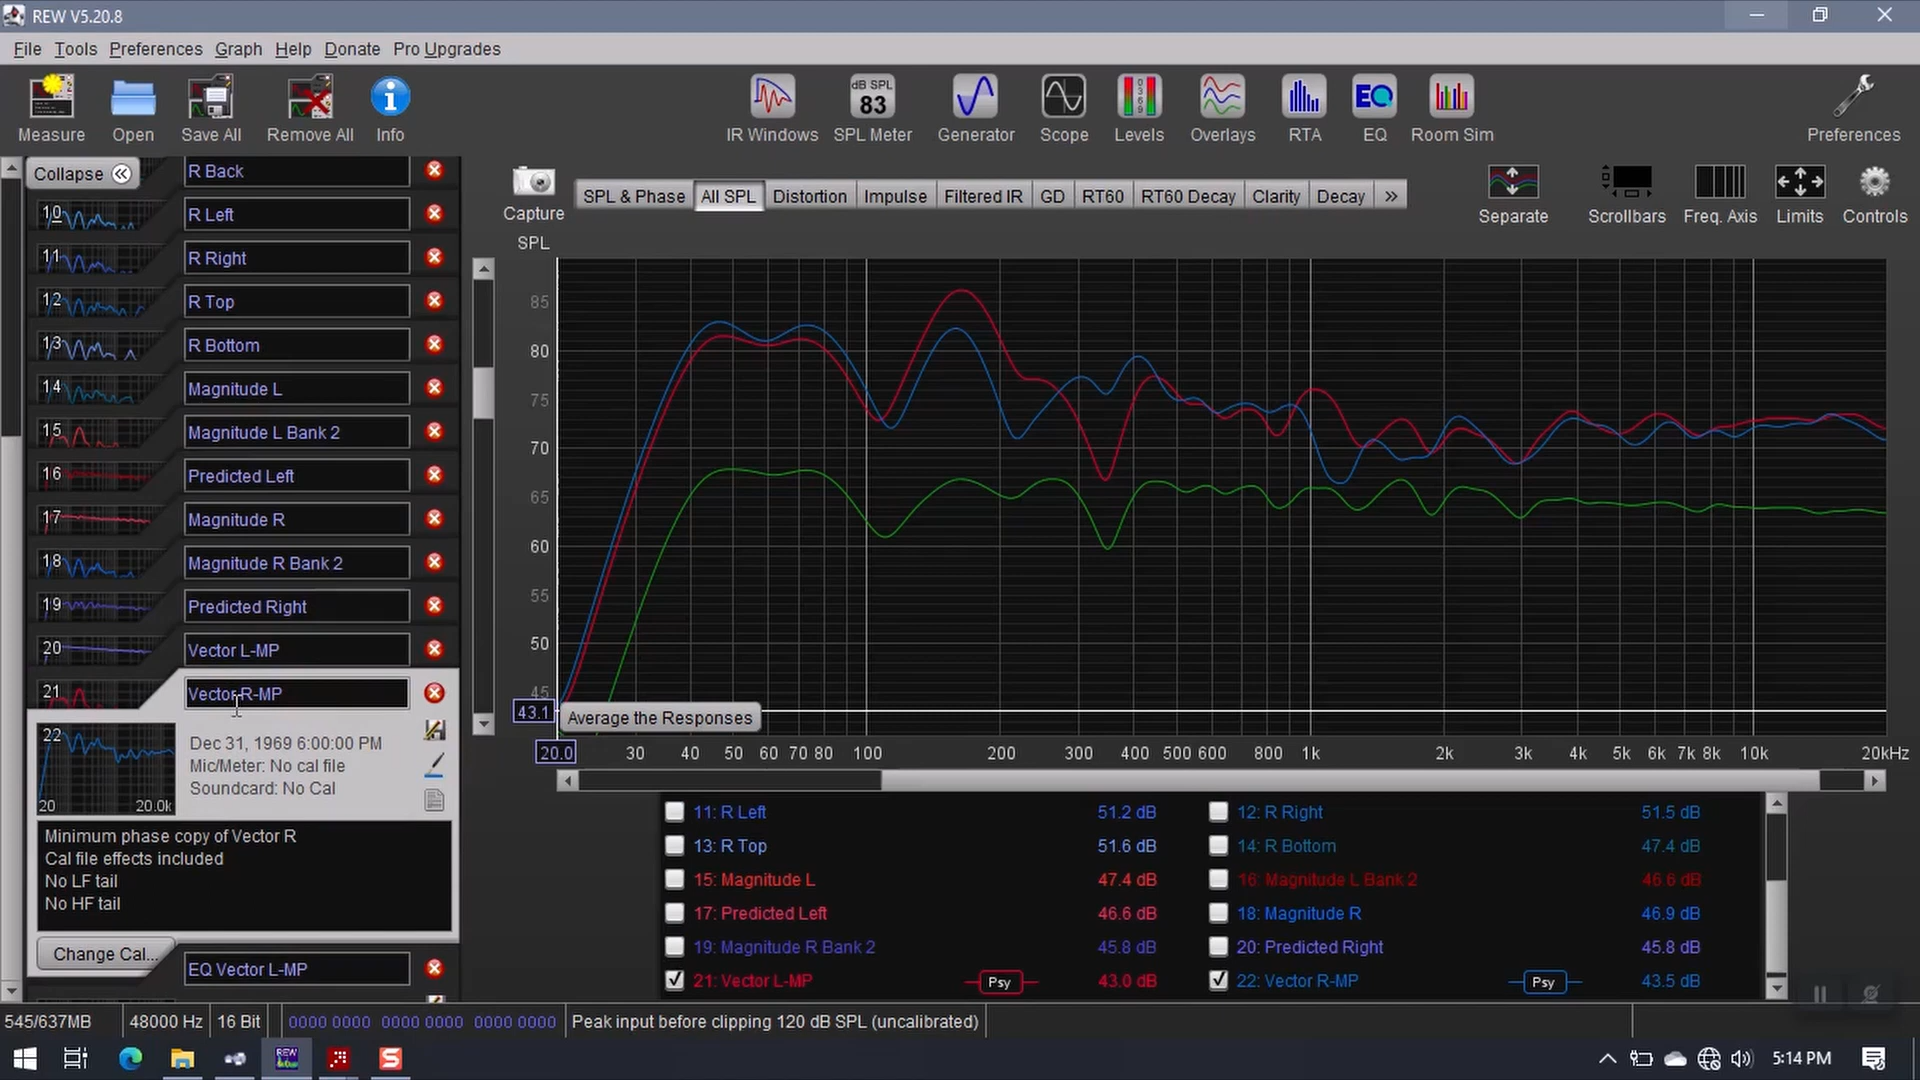 REW V5.20.8
File Tools Preferences Graph Help Donate Pro Upgrades
dB SPL
83
EQ
Measure Open Save All Remove All Info IR Windows SPL Meter Generator Scope Levels Overlays RTA EQ Room Sim Preferences
Collapse
R Back
Capture
SPL & Phase All SPL Distortion Impulse Filtered IR GD RT60 RT60 Decay Clarity Decay
Separate Scrollbars Freq. Axis Limits Controls
10 R Left
11 R Right
12 R Top
13 R Bottom
14 Magnitude L
15 Magnitude L Bank 2
16 Predicted Left
17 Magnitude R
18 Magnitude R Bank 2
19 Predicted Right
20 Vector L-MP
21 Vector R-MP
22
20 20.0k
Dec 31, 1969 6:00:00 PM
Mic/Meter: No cal file
Soundcard: No Cal
Minimum phase copy of Vector R
Cal file effects included
No LF tail
No HF tail
Change Cal...
EQ Vector L-MP
SPL
85
80
75
70
65
60
55
50
45
43.1
Average the Responses
20.0 30 40 50 60 70 80 100 200 300 400 500 600 800 1k 2k 3k 4k 5k 6k 7k 8k 10k 20kHz
11: R Left 51.2 dB 12: R Right 51.5 dB
13: R Top 51.6 dB 14: R Bottom 47.4 dB
15: Magnitude L 47.4 dB 16: Magnitude L Bank 2 46.6 dB
17: Predicted Left 46.6 dB 18: Magnitude R 46.9 dB
19: Magnitude R Bank 2 45.8 dB 20: Predicted Right 45.8 dB
21: Vector L-MP Psy 43.0 dB 22: Vector R-MP Psy 43.5 dB
545/637MB 48000 Hz 16 Bit 0000 0000 0000 0000 0000 0000 Peak input before clipping 120 dB SPL (uncalibrated)
REW
5:14 PM